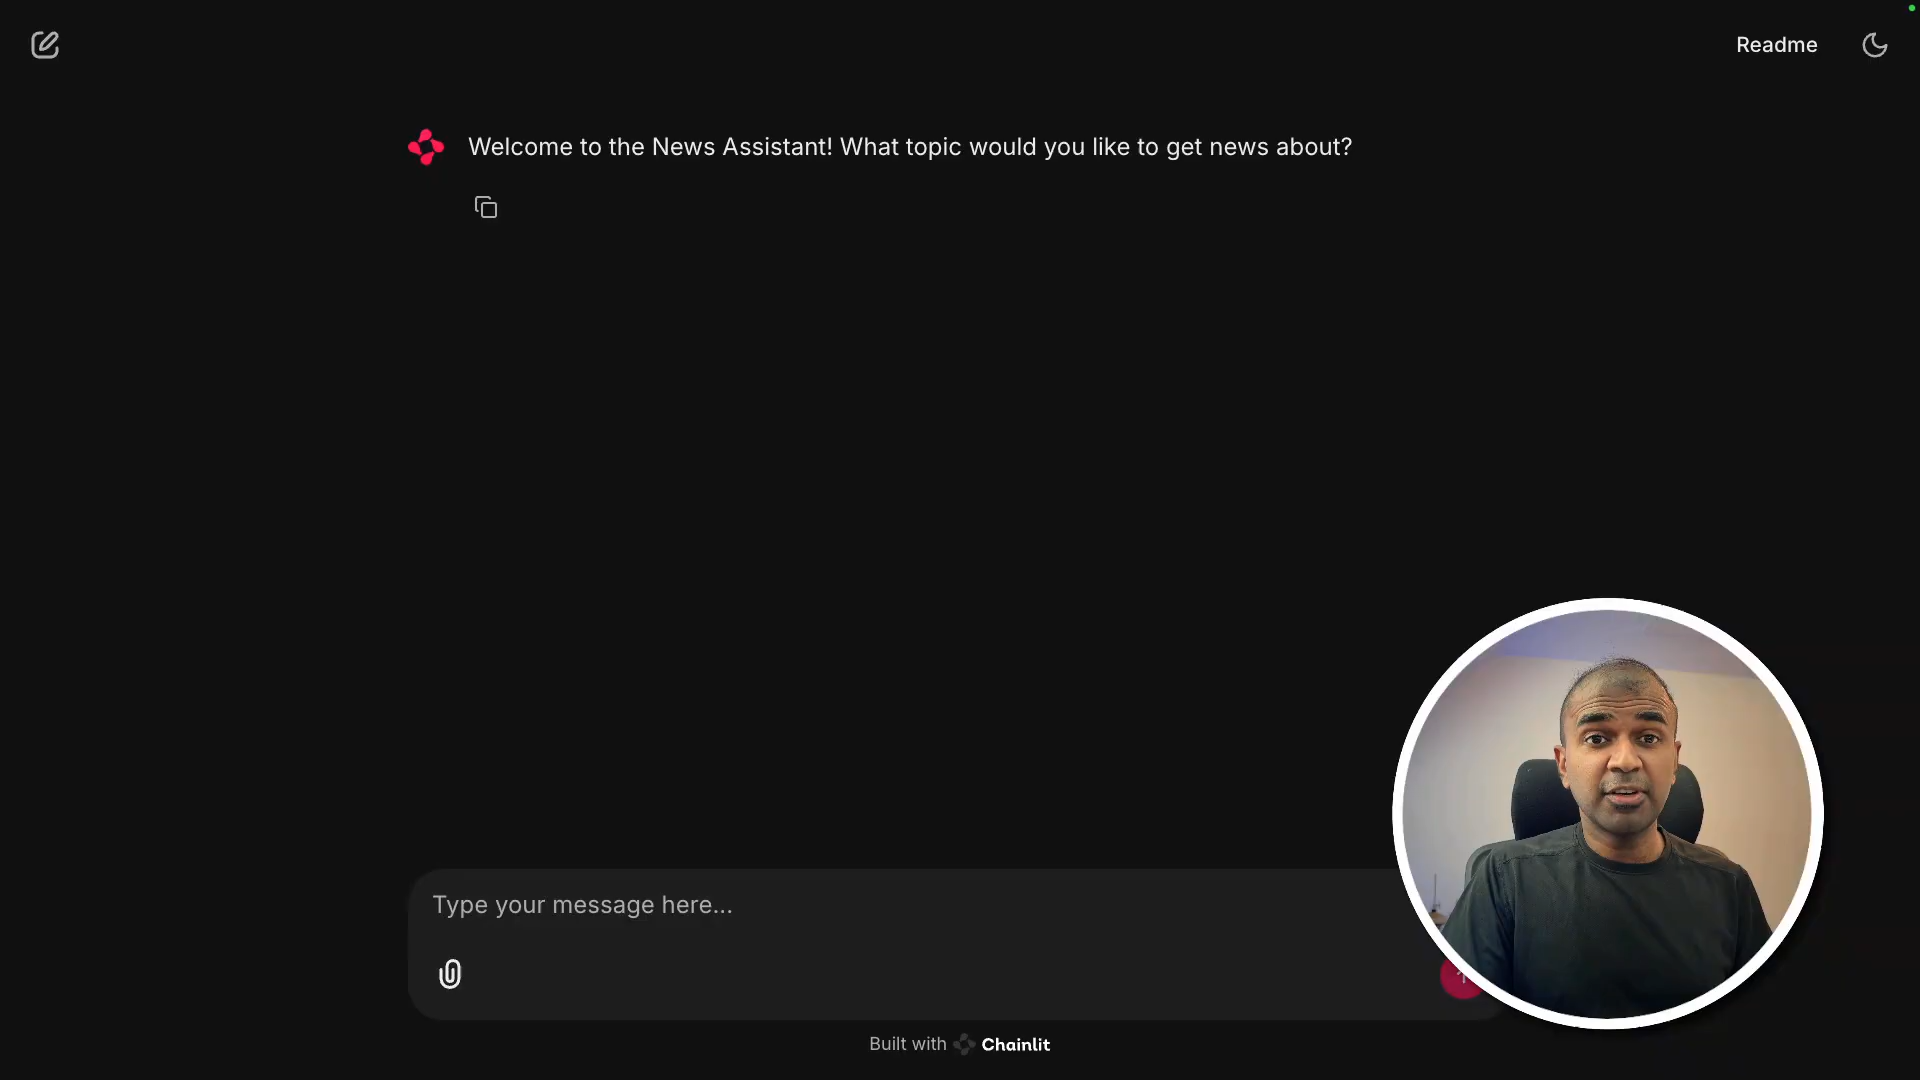 Readme
Welcome to the News Assistant! What topic would you like to get news about?
Type your message here...
Built with Chainlit